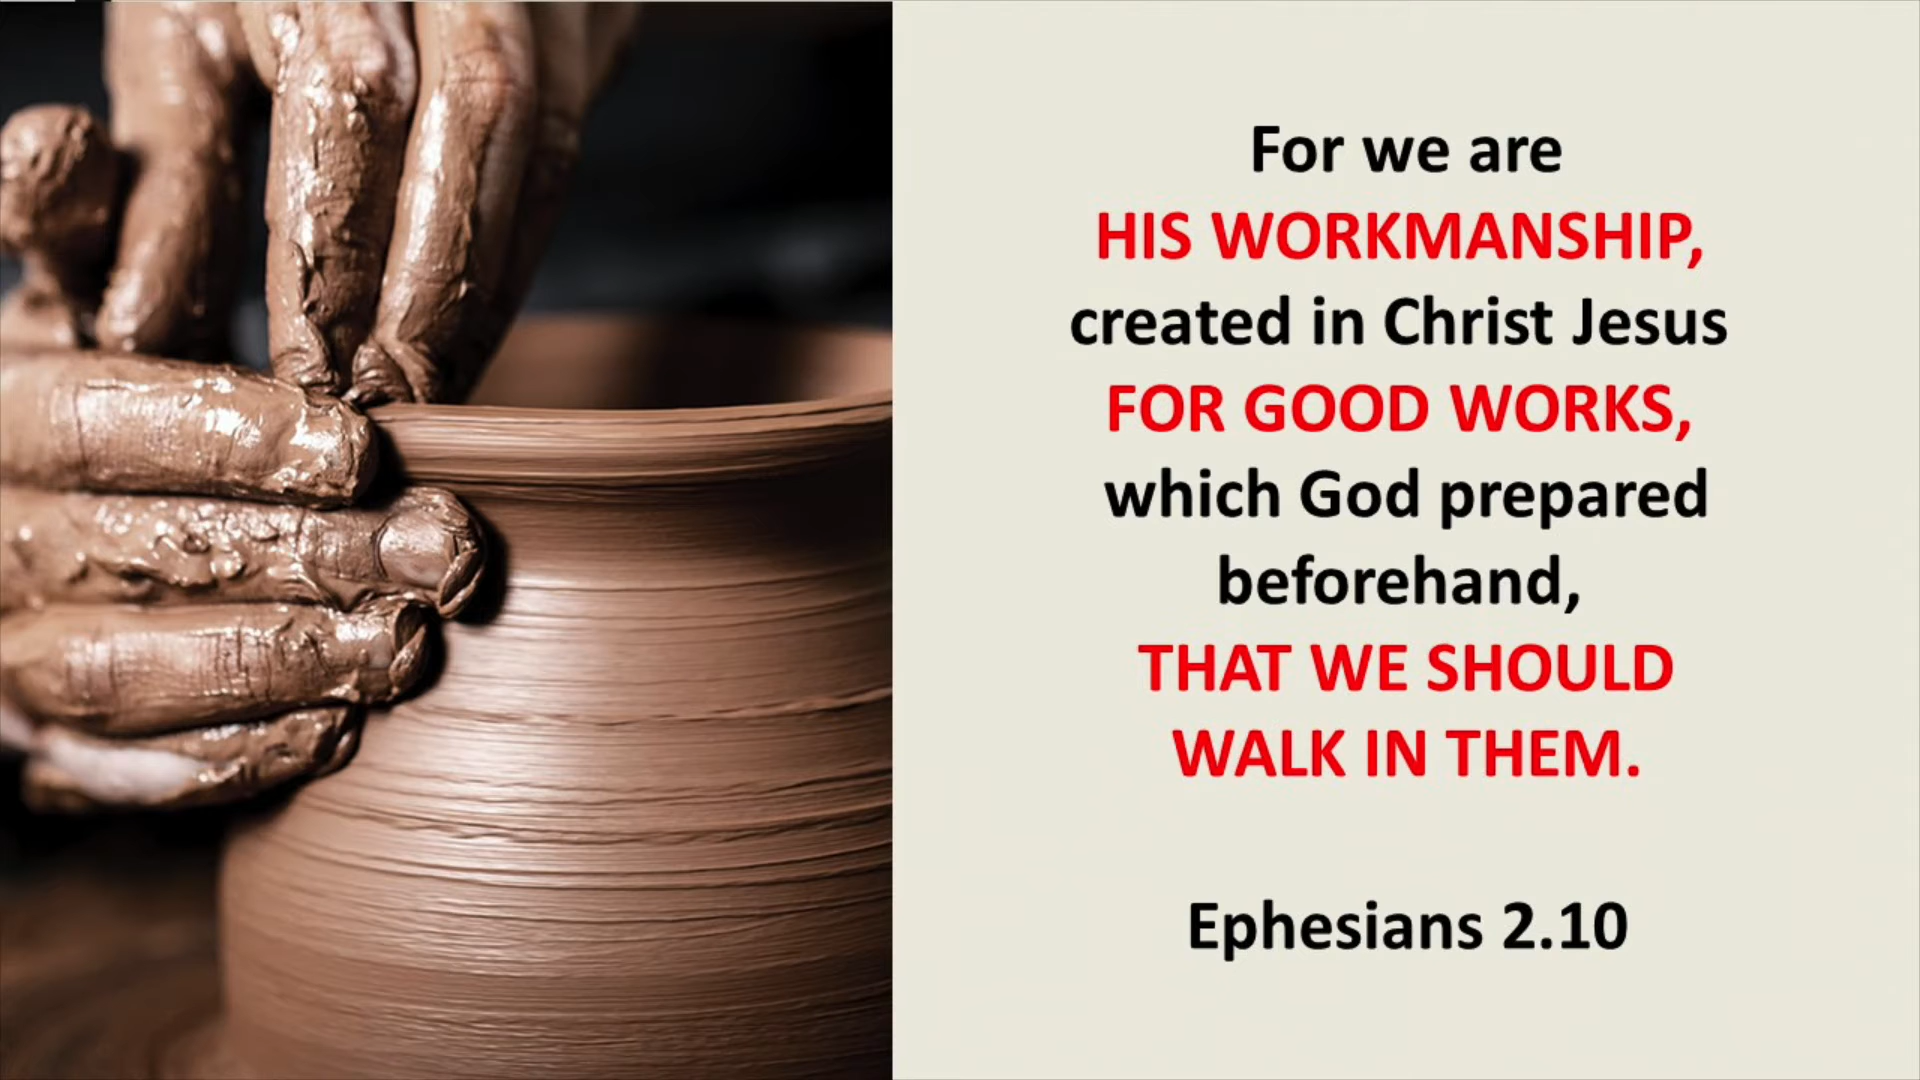 For we are
HIS WORKMANSHIP,
created in Christ Jesus
FOR GOOD WORKS,
which God prepared
beforehand,
THAT WE SHOULD
WALK IN THEM.
Ephesians 2.10